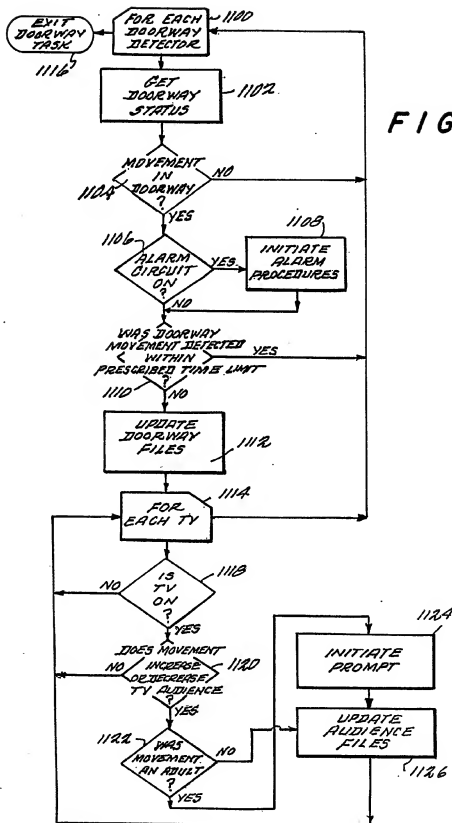 EXIT
DOORWAY
TASK
1116
FOR EACH
DOORWAY
DETECTOR
1100
GET
DOORWAY
STATUS
1102
FIG
MOVEMENT
IN
DOORWAY
?
1104
NO
YES
1106
ALARM
CIRCUIT
ON
?
YES
NO
1108
INITIATE
ALARM
PROCEDURES
WAS DOORWAY
MOVEMENT DETECTED
WITHIN
PRESCRIBED TIME LIMIT
?
1110
YES
NO
UPDATE
DOORWAY
FILES
1112
1114
FOR
EACH TV
1118
IS
TV
ON
?
NO
YES
DOES MOVEMENT
INCREASE
OR DECREASE
TV AUDIENCE
?
1120
NO
YES
1122
WAS
MOVEMENT
AN ADULT
?
NO
YES
1124
INITIATE
PROMPT
UPDATE
AUDIENCE
FILES
1126